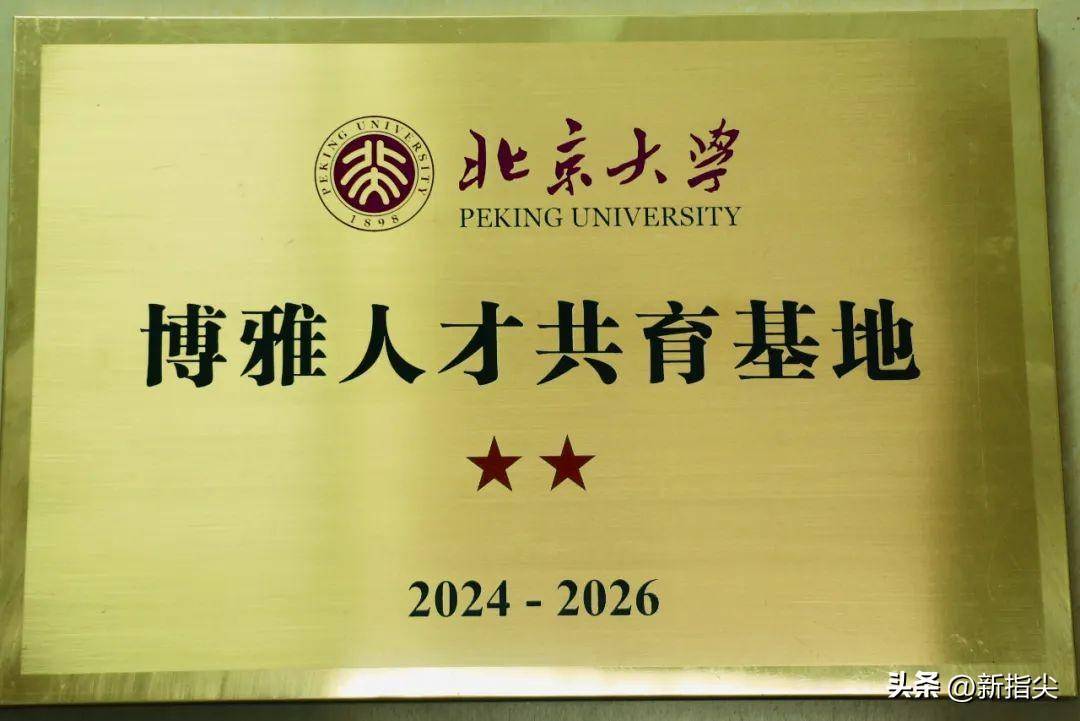 PEKING UNIVERSITY
1898
北京大学
PEKING UNIVERSITY
博雅人才共育基地
★★
2024 - 2026
头条 @新指尖